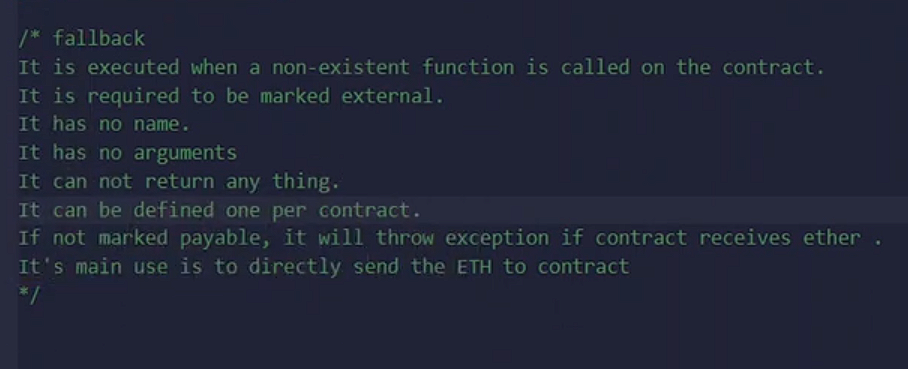 /* fallback
It is executed when a non-existent function is called on the contract.
It is required to be marked external.
It has no name.
It has no arguments
It can not return any thing.
It can be defined one per contract.
If not marked payable, it will throw exception if contract receives ether .
It's main use is to directly send the ETH to contract
*/